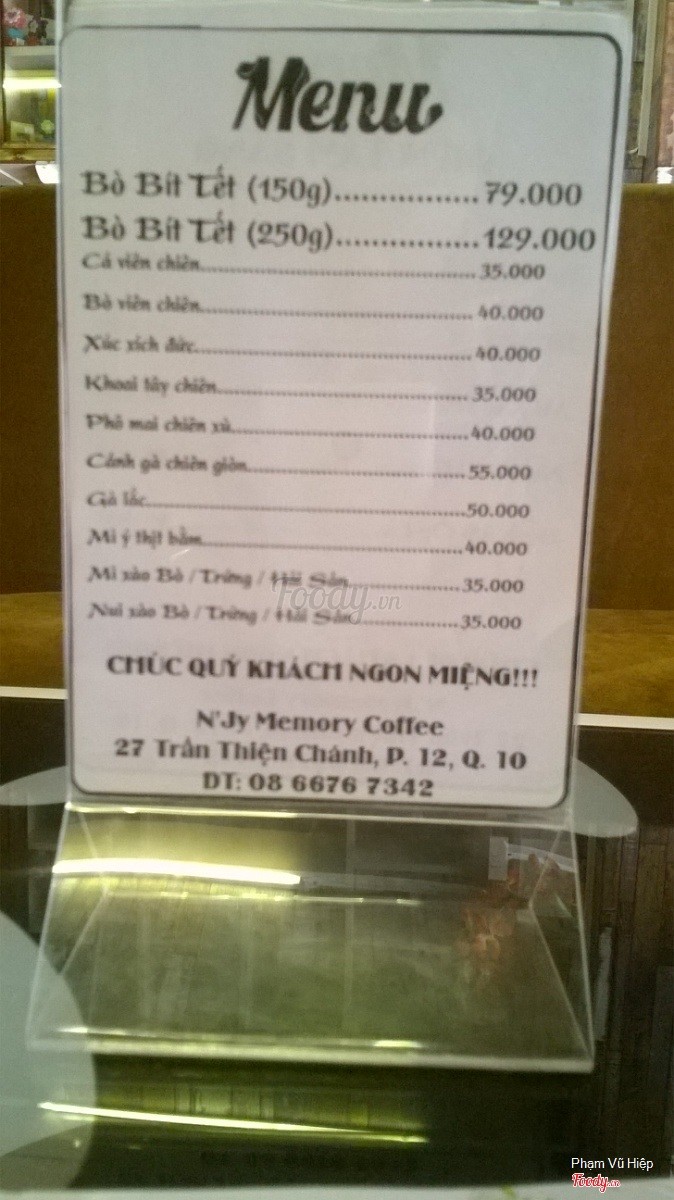 Menu
Bò Bít Tết (150g)................79.000
Bò Bít Tết (250g)................129.000
Cá viên chiên................35.000
Bò viên chiên................40.000
Xúc xích đức................40.000
Khoai tây chiên................35.000
Phô mai chiên xù................40.000
Cánh gà chiên giòn................55.000
Gà lắc................50.000
Mì ý thịt bằm................40.000
Mì xào Bò / Trứng / Hải Sản................35.000
Nui xào Bò / Trứng / Hải Sản................35.000
Foody.vn
CHÚC QUÝ KHÁCH NGON MIỆNG!!!
N'Jy Memory Coffee
27 Trần Thiện Chánh, P. 12, Q. 10
DT: 08 6676 7342
Phạm Vũ Hiệp
Foody.vn